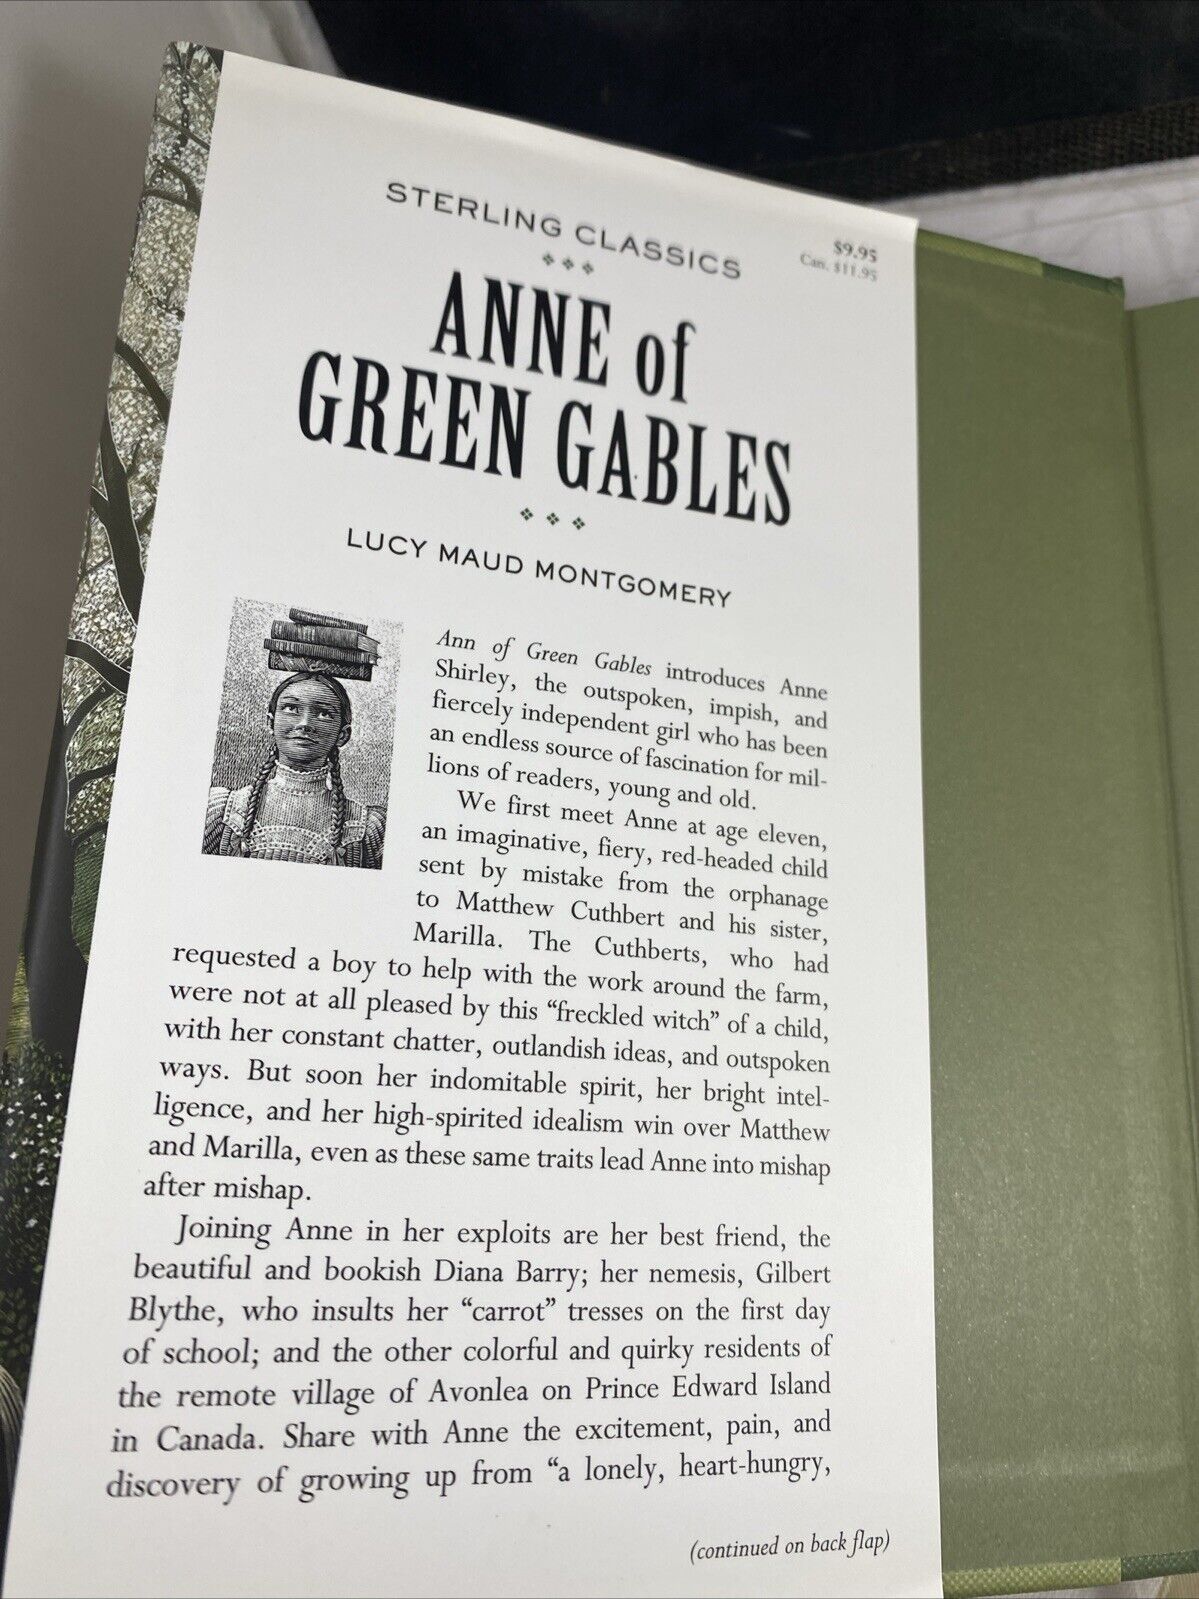 STERLING CLASSICS
$9.95
Can. $11.95
ANNE of
GREEN GABLES
LUCY MAUD MONTGOMERY
Ann of Green Gables introduces Anne
Shirley, the outspoken, impish, and
fiercely independent girl who has been
an endless source of fascination for mil-
lions of readers, young and old.
We first meet Anne at age eleven,
an imaginative, fiery, red-headed child
sent by mistake from the orphanage
to Matthew Cuthbert and his sister,
Marilla. The Cuthberts, who had
requested a boy to help with the work around the farm,
were not at all pleased by this “freckled witch” of a child,
with her constant chatter, outlandish ideas, and outspoken
ways. But soon her indomitable spirit, her bright intel-
ligence, and her high-spirited idealism win over Matthew
and Marilla, even as these same traits lead Anne into mishap
after mishap.
Joining Anne in her exploits are her best friend, the
beautiful and bookish Diana Barry; her nemesis, Gilbert
Blythe, who insults her “carrot” tresses on the first day
of school; and the other colorful and quirky residents of
the remote village of Avonlea on Prince Edward Island
in Canada. Share with Anne the excitement, pain, and
discovery of growing up from “a lonely, heart-hungry,
(continued on back flap)